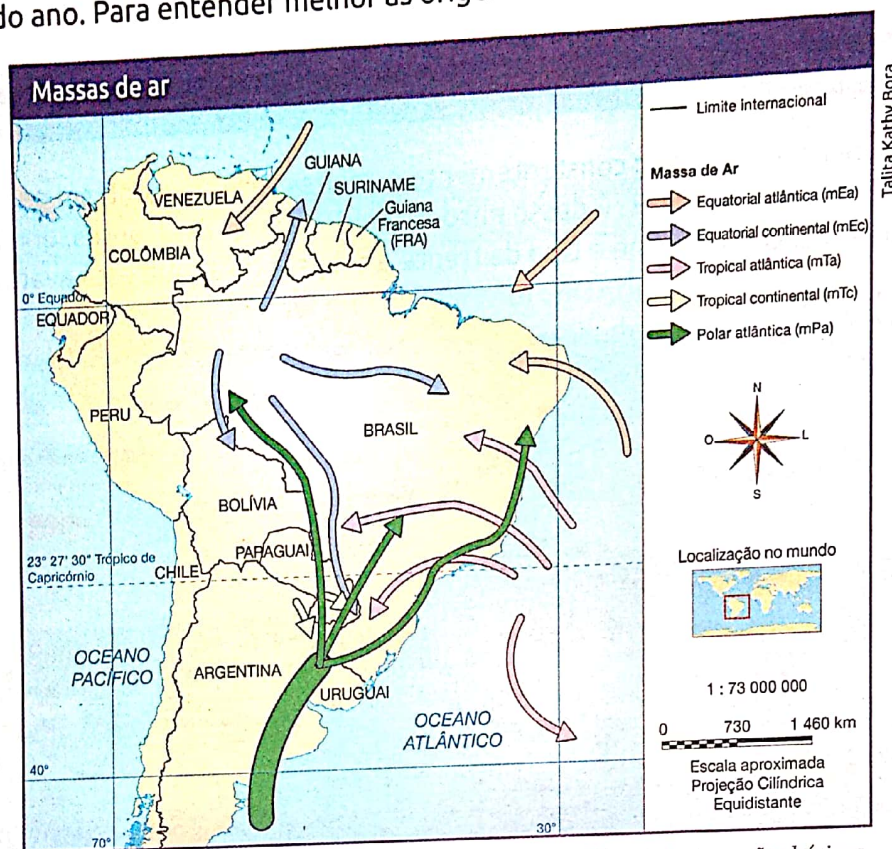 do ano. Para entender melhor as orig
Massas de ar
GUIANA
SURINAME
Guiana
Francesa
(FRA)
VENEZUELA
COLÔMBIA
0° Equador
EQUADOR
PERU
BRASIL
BOLÍVIA
PARAGUAI
23° 27' 30" Trópico de
Capricórnio
CHILE
OCEANO
PACÍFICO
ARGENTINA
URUGUAI
OCEANO
ATLÂNTICO
40°
70°
30°
Limite internacional
Massa de Ar
Equatorial atlântica (mEa)
Equatorial continental (mEc)
Tropical atlântica (mTa)
Tropical continental (mTc)
Polar atlântica (mPa)
N
O
L
S
Localização no mundo
1 : 73 000 000
0 730 1 460 km
Escala aproximada
Projeção Cilíndrica
Equidistante
Talita Kathy Bora